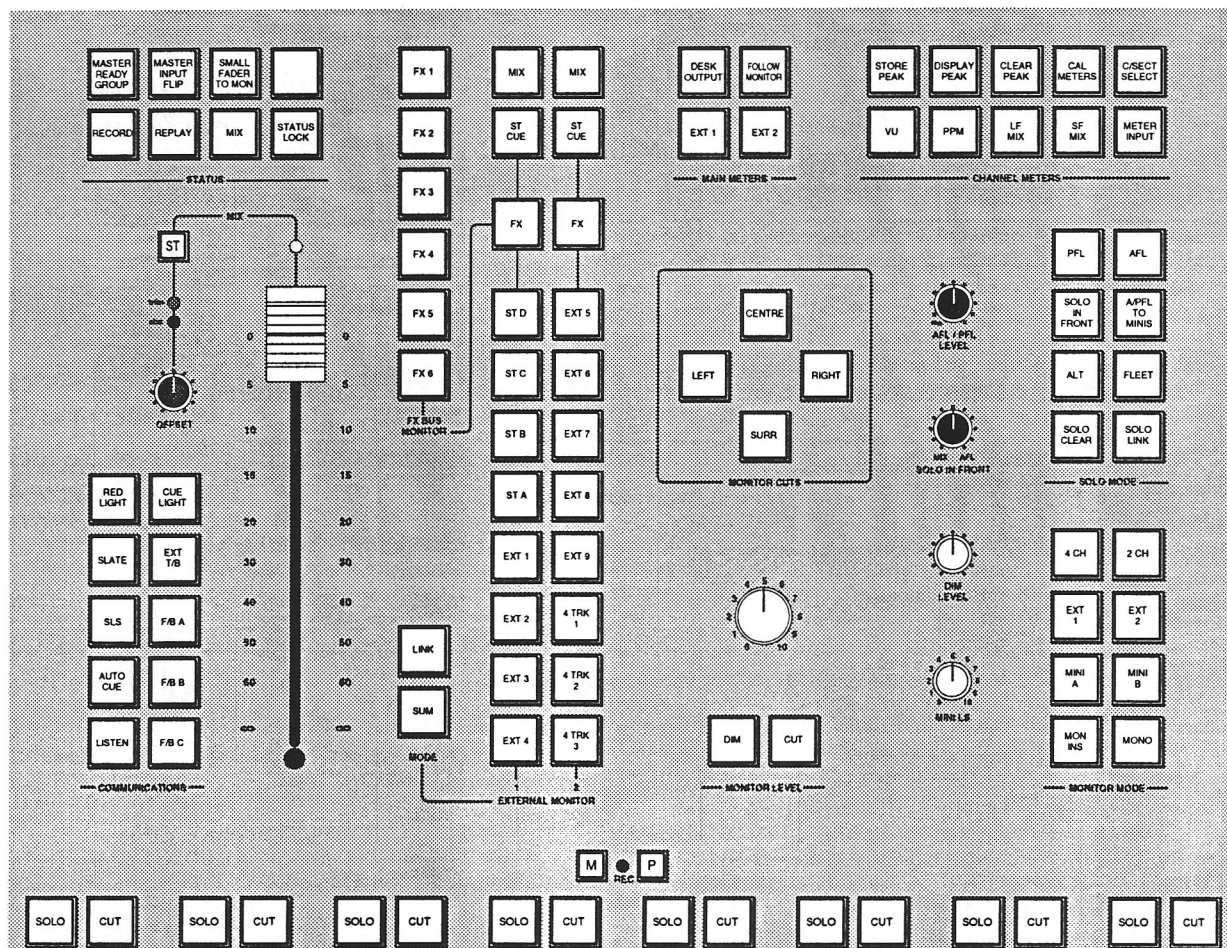 MASTER READY GROUP
MASTER INPUT FLIP
SMALL FADER TO MON
RECORD
REPLAY
MIX
STATUS LOCK
STATUS
FX 1
FX 2
FX 3
FX 4
FX 5
FX 6
FX BUS MONITOR
MIX
MIX
ST CUE
ST CUE
FX
FX
ST D
EXT 5
ST C
EXT 6
ST B
EXT 7
ST A
EXT 8
EXT 1
EXT 9
EXT 2
4 TRK 1
EXT 3
4 TRK 2
EXT 4
4 TRK 3
1
2
EXTERNAL MONITOR
LINK
SUM
MODE
DESK OUTPUT
FOLLOW MONITOR
EXT 1
EXT 2
MAIN METERS
STORE PEAK
DISPLAY PEAK
CLEAR PEAK
CAL METERS
C/SECT SELECT
VU
PPM
LF MIX
SF MIX
METER INPUT
CHANNEL METERS
MIX
ST
OFFSET
0 0
5 5
10 10
15 15
20 20
30 30
40 40
50 50
60 60
∞ ∞
RED LIGHT
CUE LIGHT
SLATE
EXT T/B
SLS
F/B A
AUTO CUE
F/B B
LISTEN
F/B C
COMMUNICATIONS
CENTRE
LEFT
RIGHT
SURR
MONITOR CUTS
0 1 2 3 4 5 6 7 8 9 10
DIM
CUT
MONITOR LEVEL
AFL / PFL LEVEL
MIX AFL
SOLO IN FRONT
DIM LEVEL
MINI LS
PFL
AFL
SOLO IN FRONT
A/PFL TO MINIS
ALT
FLEET
SOLO CLEAR
SOLO LINK
SOLO MODE
4 CH
2 CH
EXT 1
EXT 2
MINI A
MINI B
MON INS
MONO
MONITOR MODE
M
REC
P
SOLO CUT SOLO CUT SOLO CUT SOLO CUT SOLO CUT SOLO CUT SOLO CUT SOLO CUT